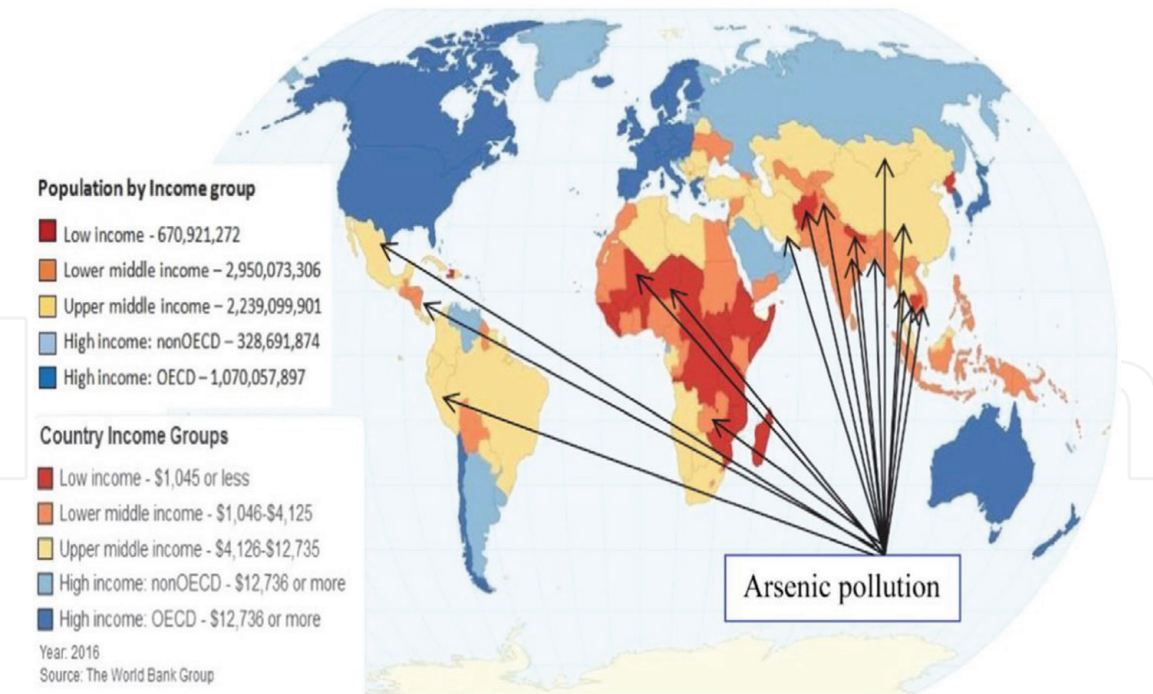 Population by Income group
Low income - 670,921,272
Lower middle income – 2,950,073,306
Upper middle income – 2,239,099,901
High income: nonOECD – 328,691,874
High income: OECD – 1,070,057,897
Country Income Groups
Low income - $1,045 or less
Lower middle income - $1,046-$4,125
Upper middle income - $4,126-$12,735
High income: nonOECD - $12,736 or more
High income: OECD - $12,736 or more
Year: 2016
Source: The World Bank Group
Arsenic pollution